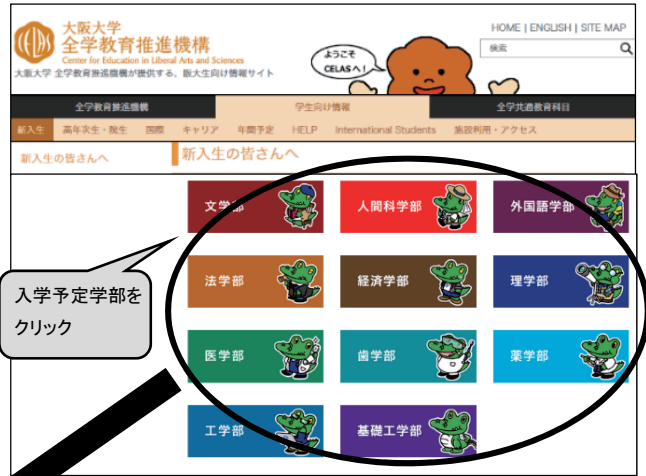 大阪大学
全学教育推進機構
Center for Education in Liberal Arts and Sciences
大阪大学 全学教育推進機構が提供する、阪大生向け情報サイト
ようこそ
CELASへ!
HOME | ENGLISH | SITE MAP
検索
全学教育推進機構 学生向け情報 全学共通教育科目
新入生 高年次生・院生 国際 キャリア 年間予定 HELP International Students 施設利用・アクセス
新入生の皆さんへ
新入生の皆さんへ
文学部 人間科学部 外国語学部
法学部 経済学部 理学部
入学予定学部を
クリック
医学部 歯学部 薬学部
工学部 基礎工学部